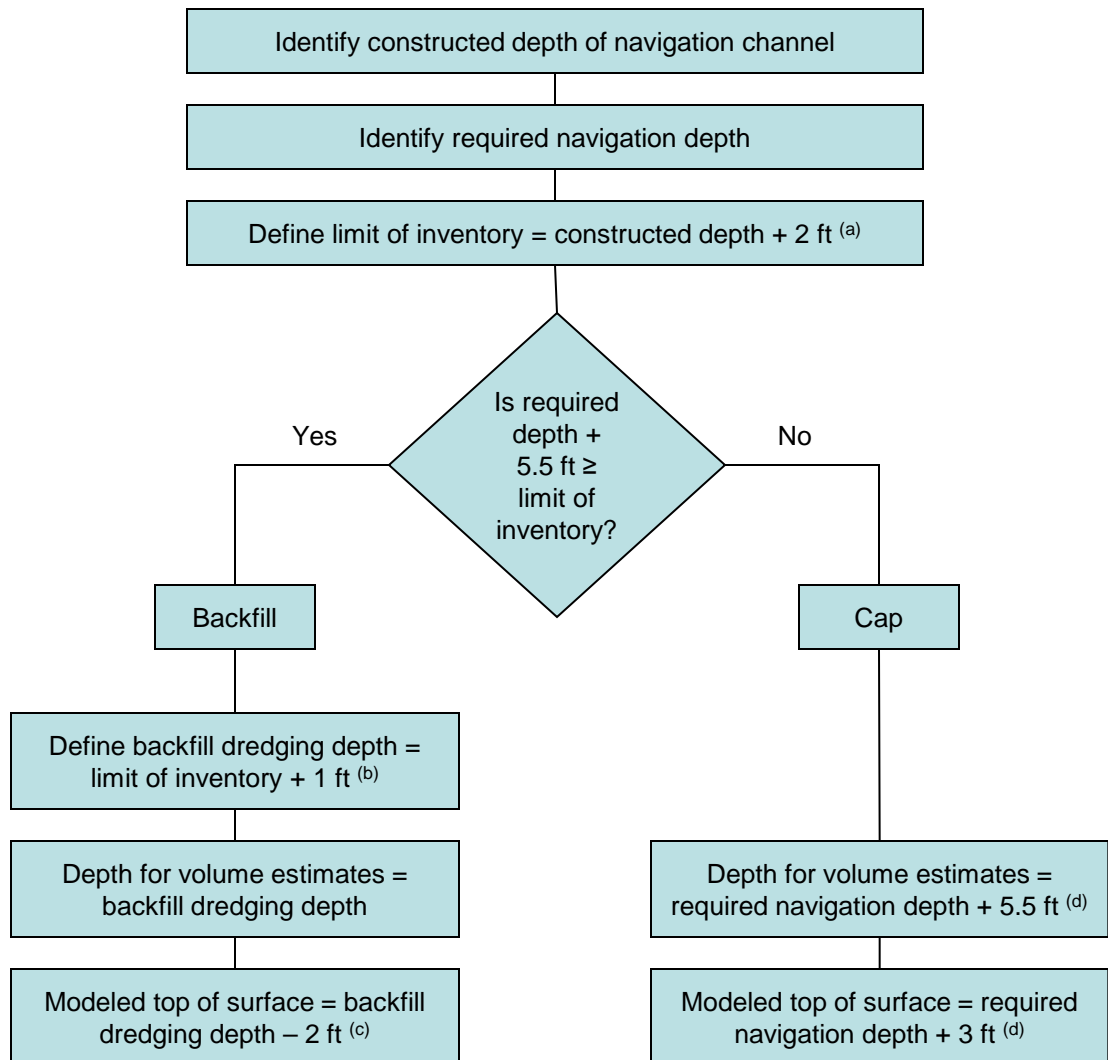 Identify constructed depth of navigation channel
Identify required navigation depth
Define limit of inventory = constructed depth + 2 ft (a)
Is required
depth +
5.5 ft ≥
limit of
inventory?
Yes
No
Backfill
Cap
Define backfill dredging depth =
limit of inventory + 1 ft (b)
Depth for volume estimates =
backfill dredging depth
Depth for volume estimates =
required navigation depth + 5.5 ft (d)
Modeled top of surface = backfill
dredging depth – 2 ft (c)
Modeled top of surface = required
navigation depth + 3 ft (d)